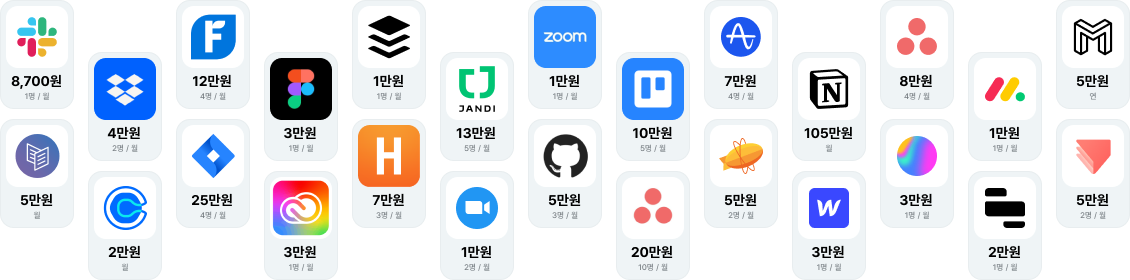 8,700원
1명 / 월
5만원
월
4만원
2명 / 월
2만원
월
12만원
4명 / 월
25만원
4명 / 월
3만원
1명 / 월
3만원
1명 / 월
1만원
1명 / 월
H
7만원
3명 / 월
JANDI
13만원
5명 / 월
1만원
2명 / 월
zoom
1만원
1명 / 월
5만원
3명 / 월
10만원
5명 / 월
20만원
10명 / 월
7만원
4명 / 월
5만원
2명 / 월
N
105만원
월
W
3만원
1명 / 월
8만원
4명 / 월
3만원
1명 / 월
1만원
1명 / 월
2만원
1명 / 월
5만원
연
5만원
2명 / 월